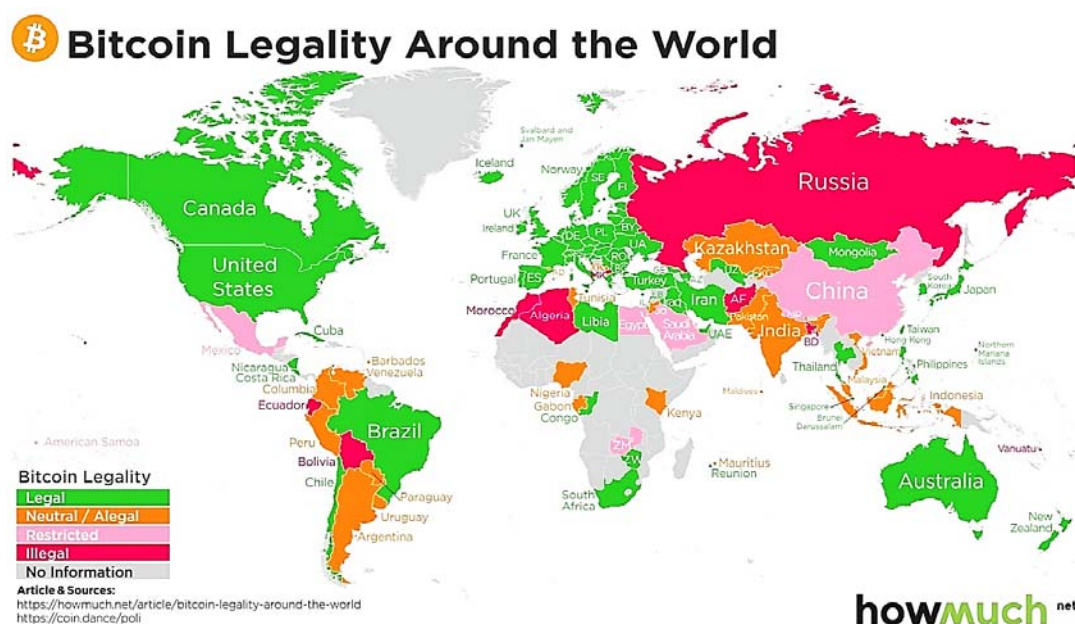 Bitcoin Legality Around the World
Svalbard and
Jan Mayen
Iceland
Norway
SE
FI
Russia
Canada
UK
Ireland
DE
PL
BY
UA
France
RO
Kazakhstan
Mongolia
United
States
Portugal
ES
Turkey
UZ
South
Korea
Japan
China
Morocco
Algeria
Tunisia
Libia
Egypt
Iraq
Iran
AF
Saudi
Arabia
UAE
Pakistan
India
BD
Taiwan
Hong Kong
Mexico
Cuba
Nicaragua
Costa Rica
Barbados
Venezuela
Columbia
Ecuador
Vietnam
Thailand
Philippines
Northern
Mariana
Islands
Maldives
Malaysia
Singapore
Brunei
Darussalam
Indonesia
Nigeria
Gabon
Congo
Kenya
Brazil
Peru
Bolivia
American Samoa
ZM
ZW
Mauritius
Reunion
Vanuatu
Australia
Chile
Paraguay
Uruguay
Argentina
South
Africa
New
Zealand
Bitcoin Legality
Legal
Neutral / Alegal
Restricted
Illegal
No Information
Article & Sources:
https://howmuch.net/article/bitcoin-legality-around-the-world
https://coin.dance/poli
howmuch net